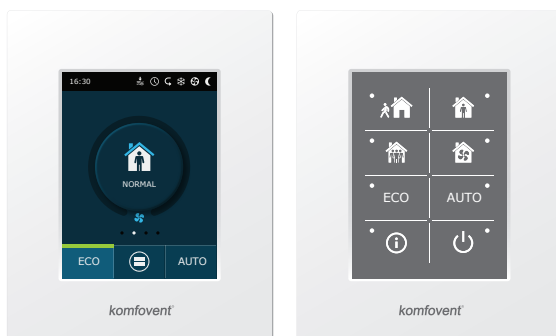 16:30
NORMAL
ECO
AUTO
komfovent
ECO
AUTO
komfovent